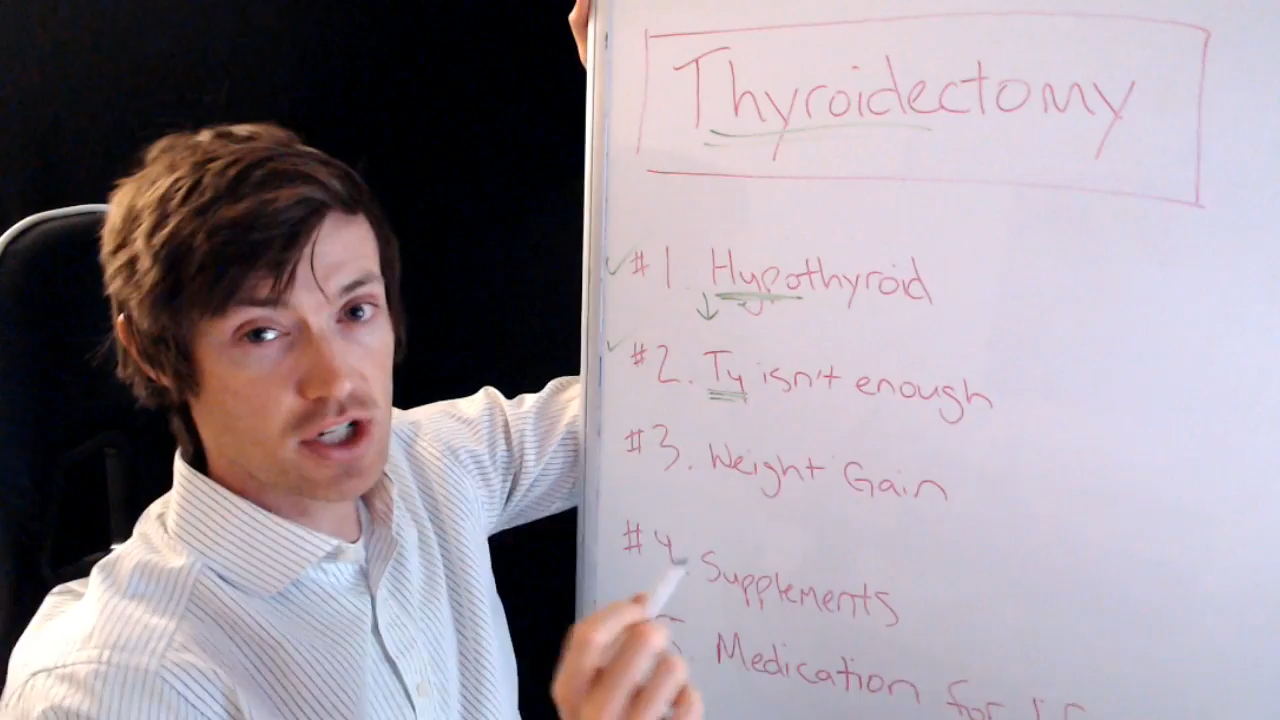 Thyroidectomy
#1. Hypothyroid
#2. T4 isn't enough
#3. Weight Gain
#4. Supplements
Medication for